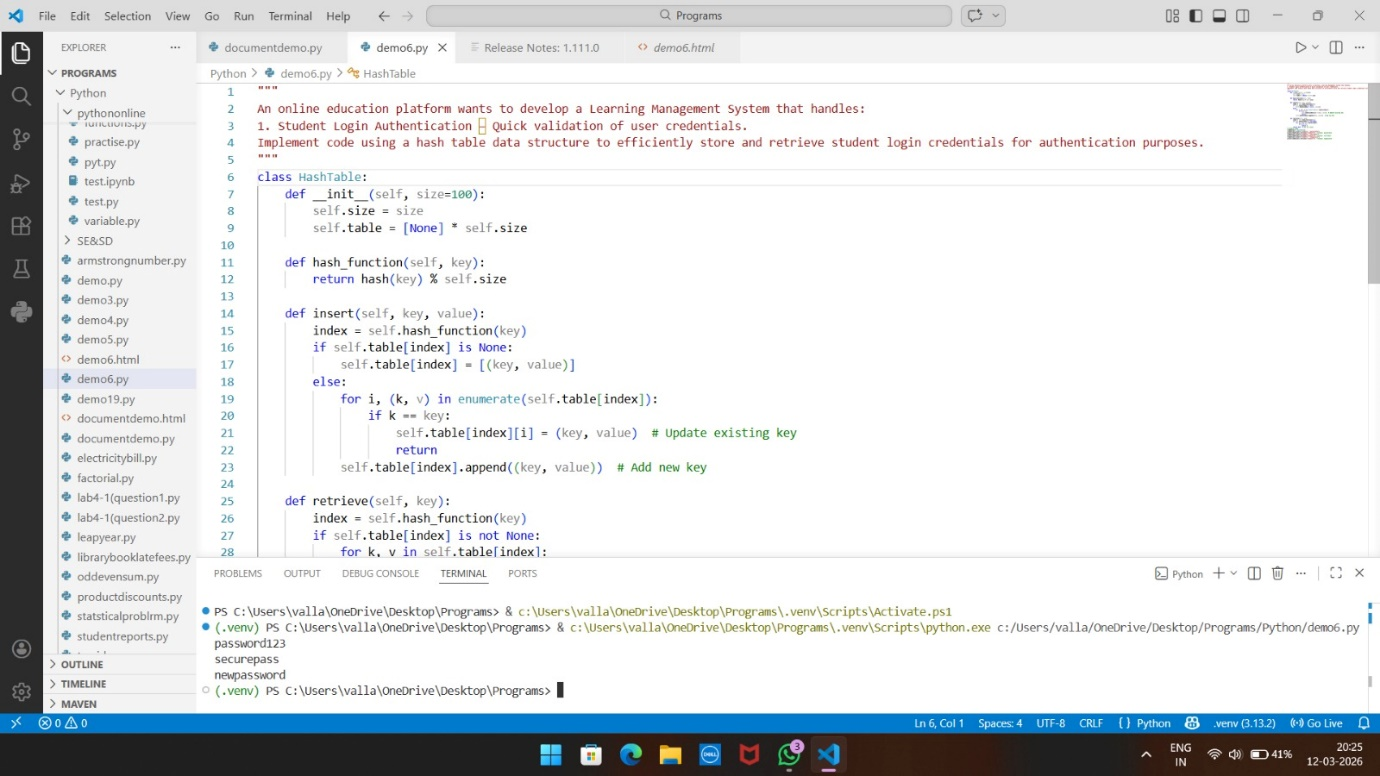 File Edit Selection View Go Run Terminal Help
Programs
EXPLORER
PROGRAMS
Python
pythononline
functions.py
practise.py
pyt.py
test.ipynb
test.py
variable.py
SE&SD
armstrongnumber.py
demo.py
demo3.py
demo4.py
demo5.py
demo6.html
demo6.py
demo19.py
documentdemo.html
documentdemo.py
electricitybill.py
factorial.py
lab4-1(question1.py
lab4-1(question2.py
leapyear.py
librarybooklatefees.py
oddevensum.py
productdiscounts.py
statsticalproblrm.py
studentreports.py
OUTLINE
TIMELINE
MAVEN
documentdemo.py demo6.py Release Notes: 1.111.0 demo6.html
Python > demo6.py > HashTable
1 """
2 An online education platform wants to develop a Learning Management System that handles:
3 1. Student Login Authentication – Quick validation of user credentials.
4 Implement code using a hash table data structure to efficiently store and retrieve student login credentials for authentication purposes.
5 """
6 class HashTable:
7 def __init__(self, size=100):
8 self.size = size
9 self.table = [None] * self.size
10
11 def hash_function(self, key):
12 return hash(key) % self.size
13
14 def insert(self, key, value):
15 index = self.hash_function(key)
16 if self.table[index] is None:
17 self.table[index] = [(key, value)]
18 else:
19 for i, (k, v) in enumerate(self.table[index]):
20 if k == key:
21 self.table[index][i] = (key, value) # Update existing key
22 return
23 self.table[index].append((key, value)) # Add new key
24
25 def retrieve(self, key):
26 index = self.hash_function(key)
27 if self.table[index] is not None:
28 for k, v in self.table[index]:
PROBLEMS OUTPUT DEBUG CONSOLE TERMINAL PORTS
Python
PS C:\Users\valla\OneDrive\Desktop\Programs> & c:\Users\valla\OneDrive\Desktop\Programs\.venv\Scripts\Activate.ps1
(.venv) PS C:\Users\valla\OneDrive\Desktop\Programs> & c:\Users\valla\OneDrive\Desktop\Programs\.venv\Scripts\python.exe c:/Users/valla/OneDrive/Desktop/Programs/Python/demo6.py
password123
securepass
newpassword
(.venv) PS C:\Users\valla\OneDrive\Desktop\Programs>
0 0
Ln 6, Col 1 Spaces: 4 UTF-8 CRLF { } Python .venv (3.13.2) Go Live
DELL
3
ENG
IN
41%
20:25
12-03-2026